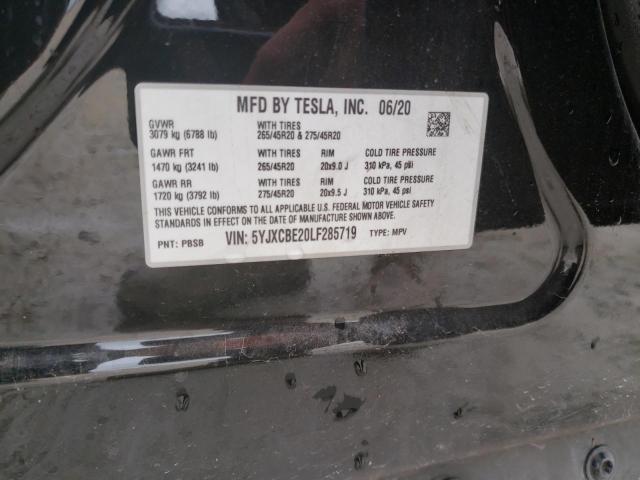 MFD BY TESLA, INC. 06/20
GVWR WITH TIRES
3079 kg (6788 lb) 265/45R20 & 275/45R20
GAWR FRT WITH TIRES RIM COLD TIRE PRESSURE
1470 kg (3241 lb) 265/45R20 20x9.0 J 310 kPa, 45 psi
GAWR RR WITH TIRES RIM COLD TIRE PRESSURE
1720 kg (3792 lb) 275/45R20 20x9.5 J 310 kPa, 45 psi
THIS VEHICLE CONFORMS TO ALL APPLICABLE U.S. FEDERAL MOTOR VEHICLE SAFETY
STANDARDS IN EFFECT ON THE DATE OF MANUFACTURE SHOWN ABOVE.
PNT: PBSB VIN: 5YJXCBE20LF285719 TYPE: MPV